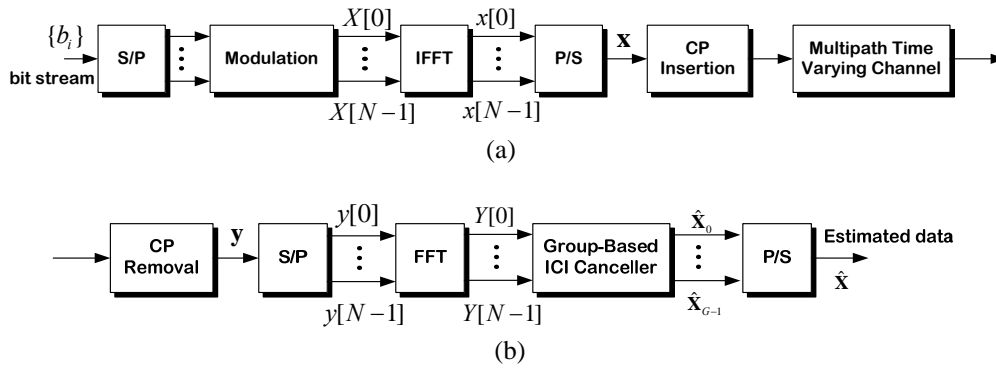 {b_i}
bit stream
S/P
Modulation
X[0]
X[N−1]
IFFT
x[0]
x[N−1]
P/S
x
CP
Insertion
Multipath Time
Varying Channel
(a)
CP
Removal
y
S/P
y[0]
y[N−1]
FFT
Y[0]
Y[N−1]
Group-Based
ICI Canceller
X̂_0
X̂_{G−1}
P/S
Estimated data
X̂
(b)